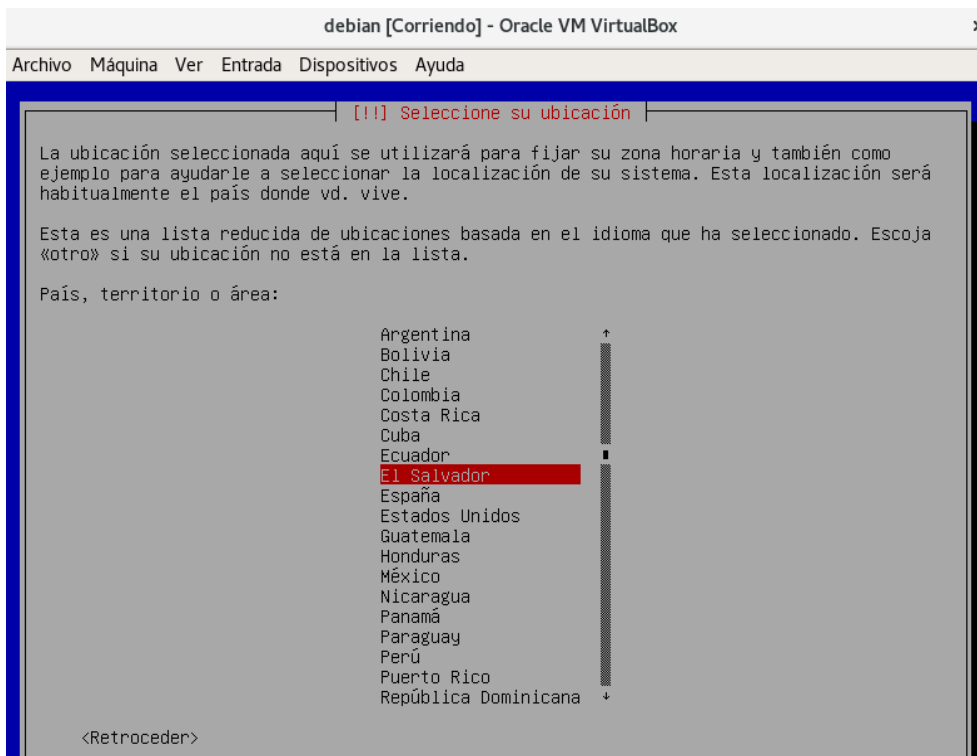 debian [Corriendo] - Oracle VM VirtualBox
Archivo Máquina Ver Entrada Dispositivos Ayuda
[!!] Seleccione su ubicación
La ubicación seleccionada aquí se utilizará para fijar su zona horaria y también como
ejemplo para ayudarle a seleccionar la localización de su sistema. Esta localización será
habitualmente el país donde vd. vive.
Esta es una lista reducida de ubicaciones basada en el idioma que ha seleccionado. Escoja
«otro» si su ubicación no está en la lista.
País, territorio o área:
Argentina
Bolivia
Chile
Colombia
Costa Rica
Cuba
Ecuador
El Salvador
España
Estados Unidos
Guatemala
Honduras
México
Nicaragua
Panamá
Paraguay
Perú
Puerto Rico
República Dominicana
<Retroceder>